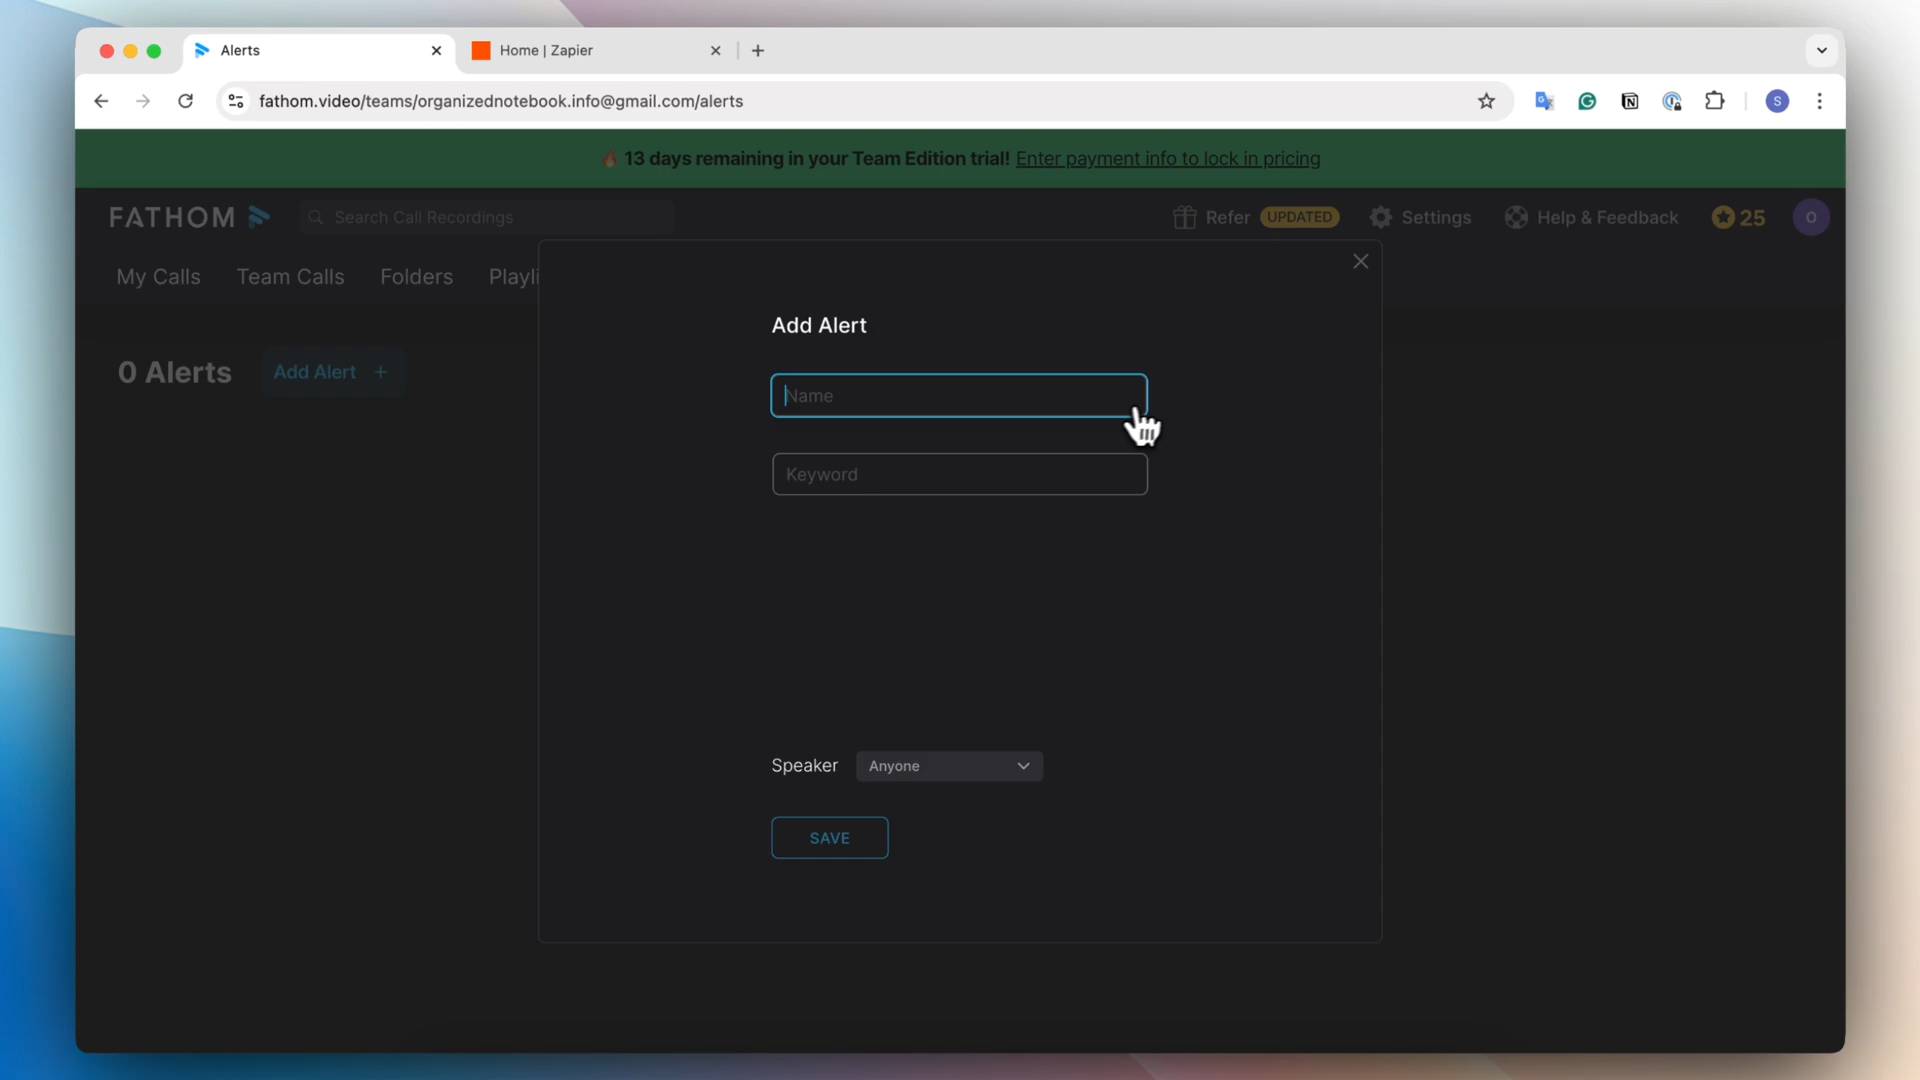 Alerts
Home | Zapier
fathom.video/teams/organizednotebook.info@gmail.com/alerts
S
🔥 13 days remaining in your Team Edition trial! Enter payment info to lock in pricing
FATHOM
Search Call Recordings
Refer UPDATED
Settings
Help & Feedback
25
O
My Calls
Team Calls
Folders
Playli
0 Alerts
Add Alert +
Add Alert
Name
Keyword
Speaker
Anyone
SAVE